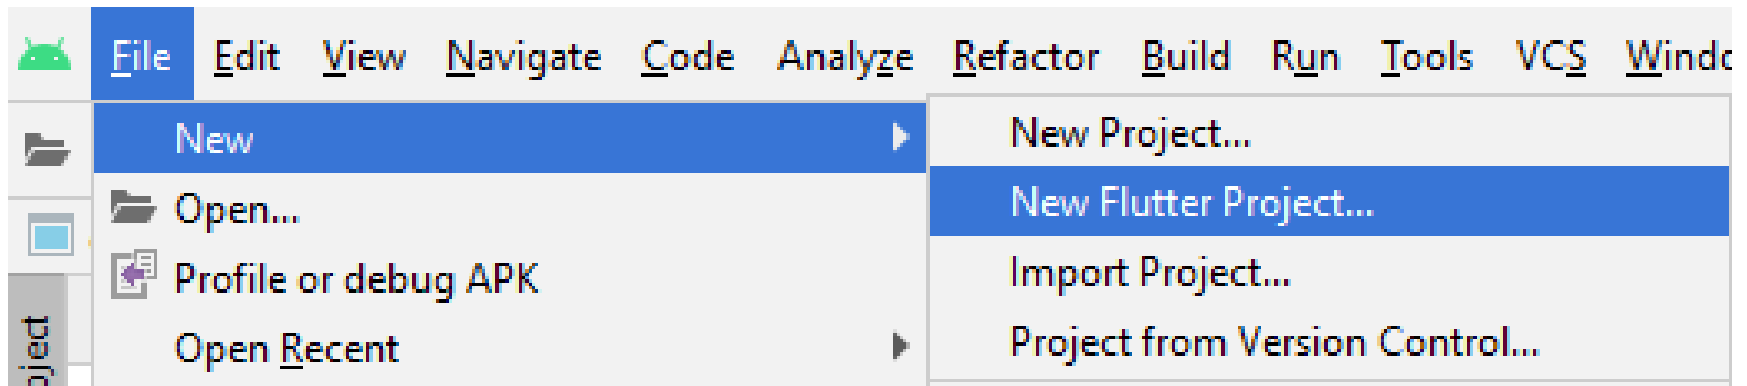 File Edit View Navigate Code Analyze Refactor Build Run Tools VCS
New
New Project...
Open...
New Flutter Project...
Profile or debug APK
Import Project...
Open Recent
Project from Version Control...